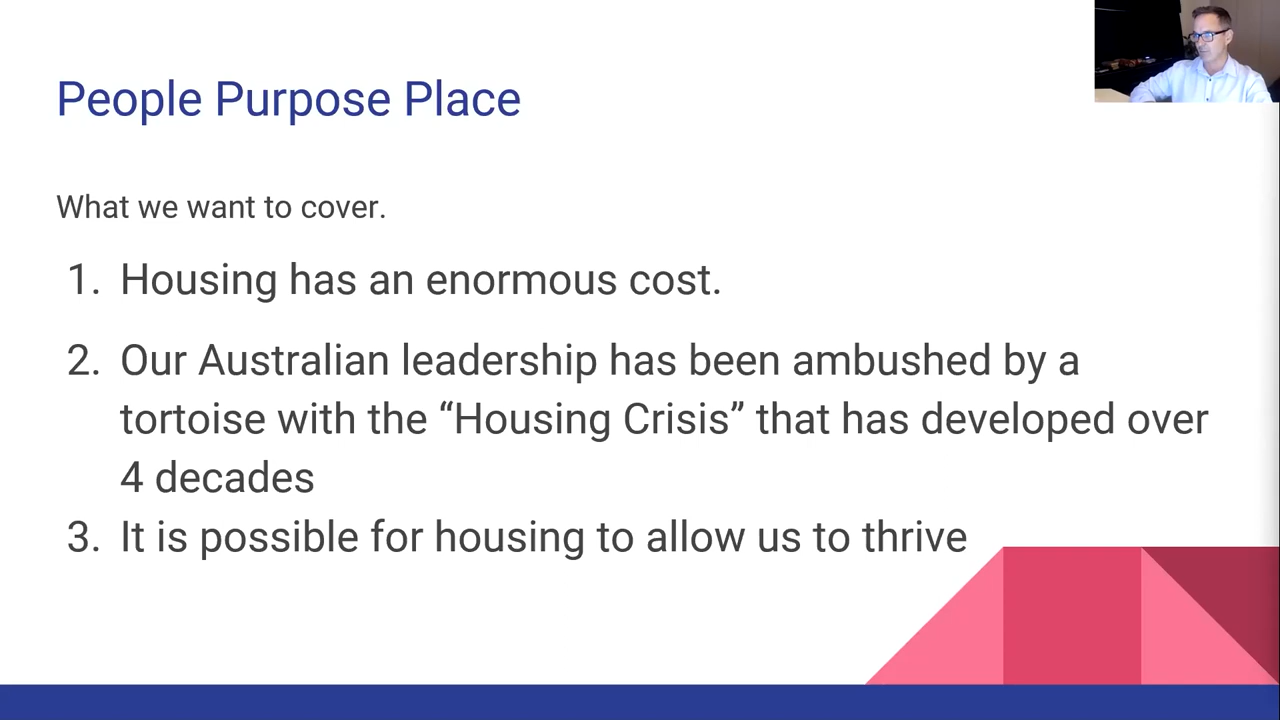 People Purpose Place
What we want to cover.
1. Housing has an enormous cost.
2. Our Australian leadership has been ambushed by a
tortoise with the “Housing Crisis” that has developed over
4 decades
3. It is possible for housing to allow us to thrive